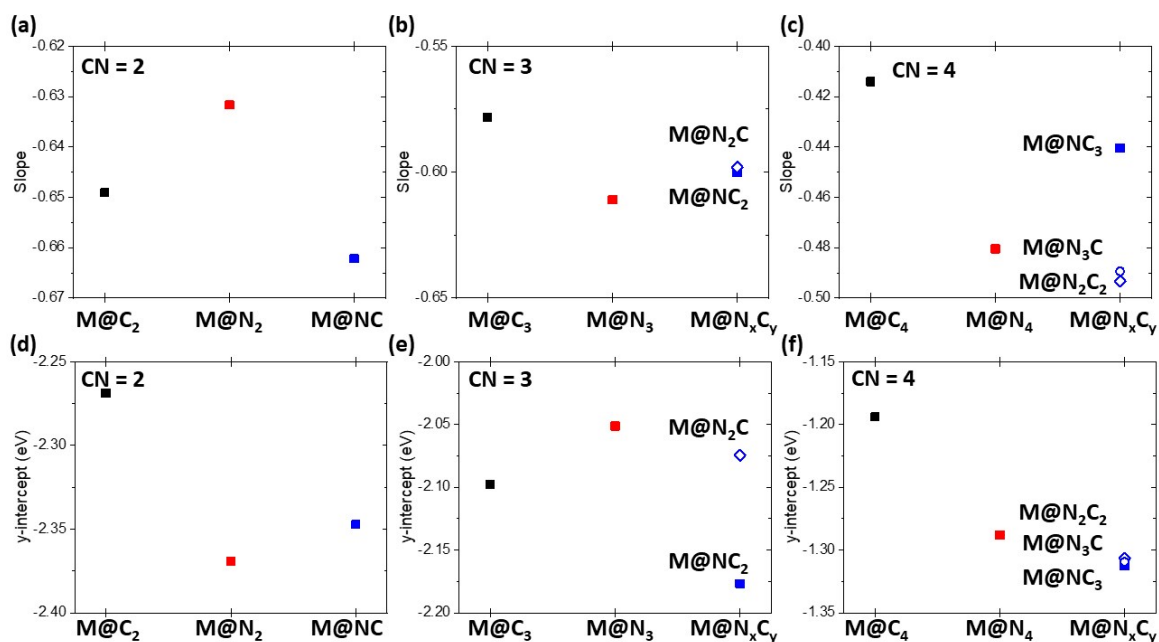 (a)
-0.62
CN = 2
-0.63
-0.64
-0.65
-0.66
-0.67
Slope
M@C₂ M@N₂ M@NC
(b)
-0.55
CN = 3
-0.60
-0.65
Slope
M@N₂C
M@NC₂
M@C₃ M@N₃ M@NₓCᵧ
(c)
-0.40
CN = 4
-0.42
-0.44
-0.46
-0.48
-0.50
Slope
M@NC₃
M@N₃C
M@N₂C₂
M@C₄ M@N₄ M@NₓCᵧ
(d)
-2.25
CN = 2
-2.30
-2.35
-2.40
y-intercept (eV)
M@C₂ M@N₂ M@NC
(e)
-2.00
CN = 3
-2.05
-2.10
-2.15
-2.20
y-intercept (eV)
M@N₂C
M@NC₂
M@C₃ M@N₃ M@NₓCᵧ
(f)
-1.15
CN = 4
-1.20
-1.25
-1.30
-1.35
y-intercept (eV)
M@N₂C₂
M@N₃C
M@NC₃
M@C₄ M@N₄ M@NₓCᵧ